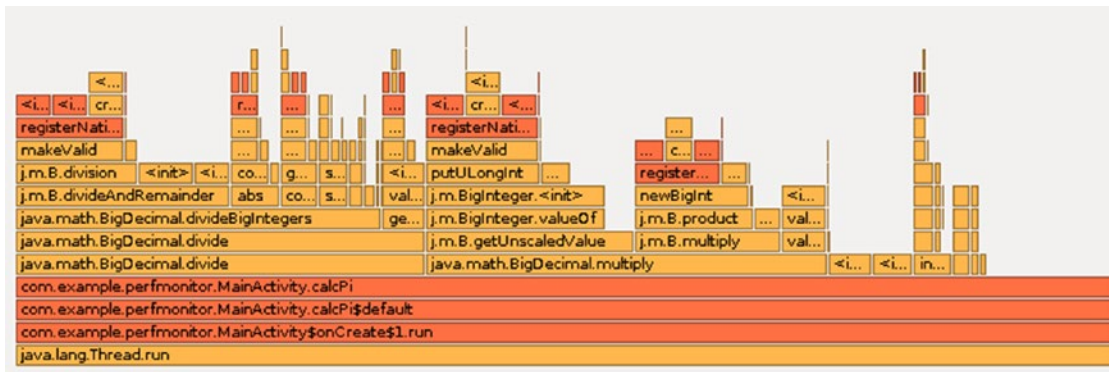 <...
<i...
<i... <i... cr... r... ... ... <i... cr... <...
registerNati... ... ... ... registerNati... ...
makeValid ... ... ... makeValid ... c... ...
j.m.B.division <init> <i... co... g... s... <i... putULongInt ... register... ...
j.m.B.divideAndRemainder abs co... s... val... j.m.BigInteger.<init> newBigInt <i...
java.math.BigDecimal.divideBigIntegers ge... j.m.BigInteger.valueOf j.m.B.product ... val...
java.math.BigDecimal.divide j.m.B.getUnscaledValue j.m.B.multiply val...
java.math.BigDecimal.divide java.math.BigDecimal.multiply <i... <i... in...
com.example.perfmonitor.MainActivity.calcPi
com.example.perfmonitor.MainActivity.calcPi$default
com.example.perfmonitor.MainActivity$onCreate$1.run
java.lang.Thread.run